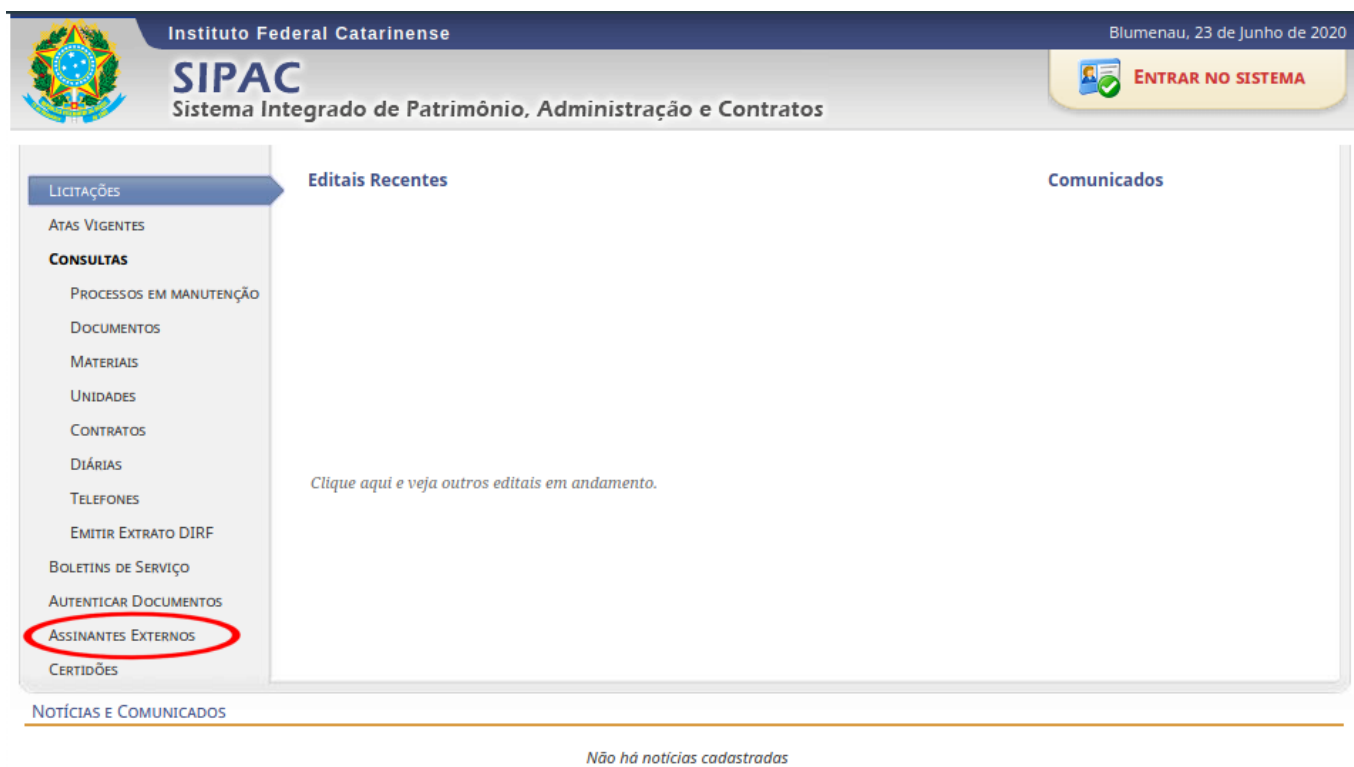 Instituto Federal Catarinense
Blumenau, 23 de Junho de 2020
SIPAC
Sistema Integrado de Patrimônio, Administração e Contratos
Entrar no sistema
Licitações
Atas Vigentes
Consultas
Processos em manutenção
Documentos
Materiais
Unidades
Contratos
Diárias
Telefones
Emitir Extrato DIRF
Boletins de Serviço
Autenticar Documentos
Assinantes Externos
Certidões
Editais Recentes
Clique aqui e veja outros editais em andamento.
Comunicados
Notícias e Comunicados
Não há notícias cadastradas